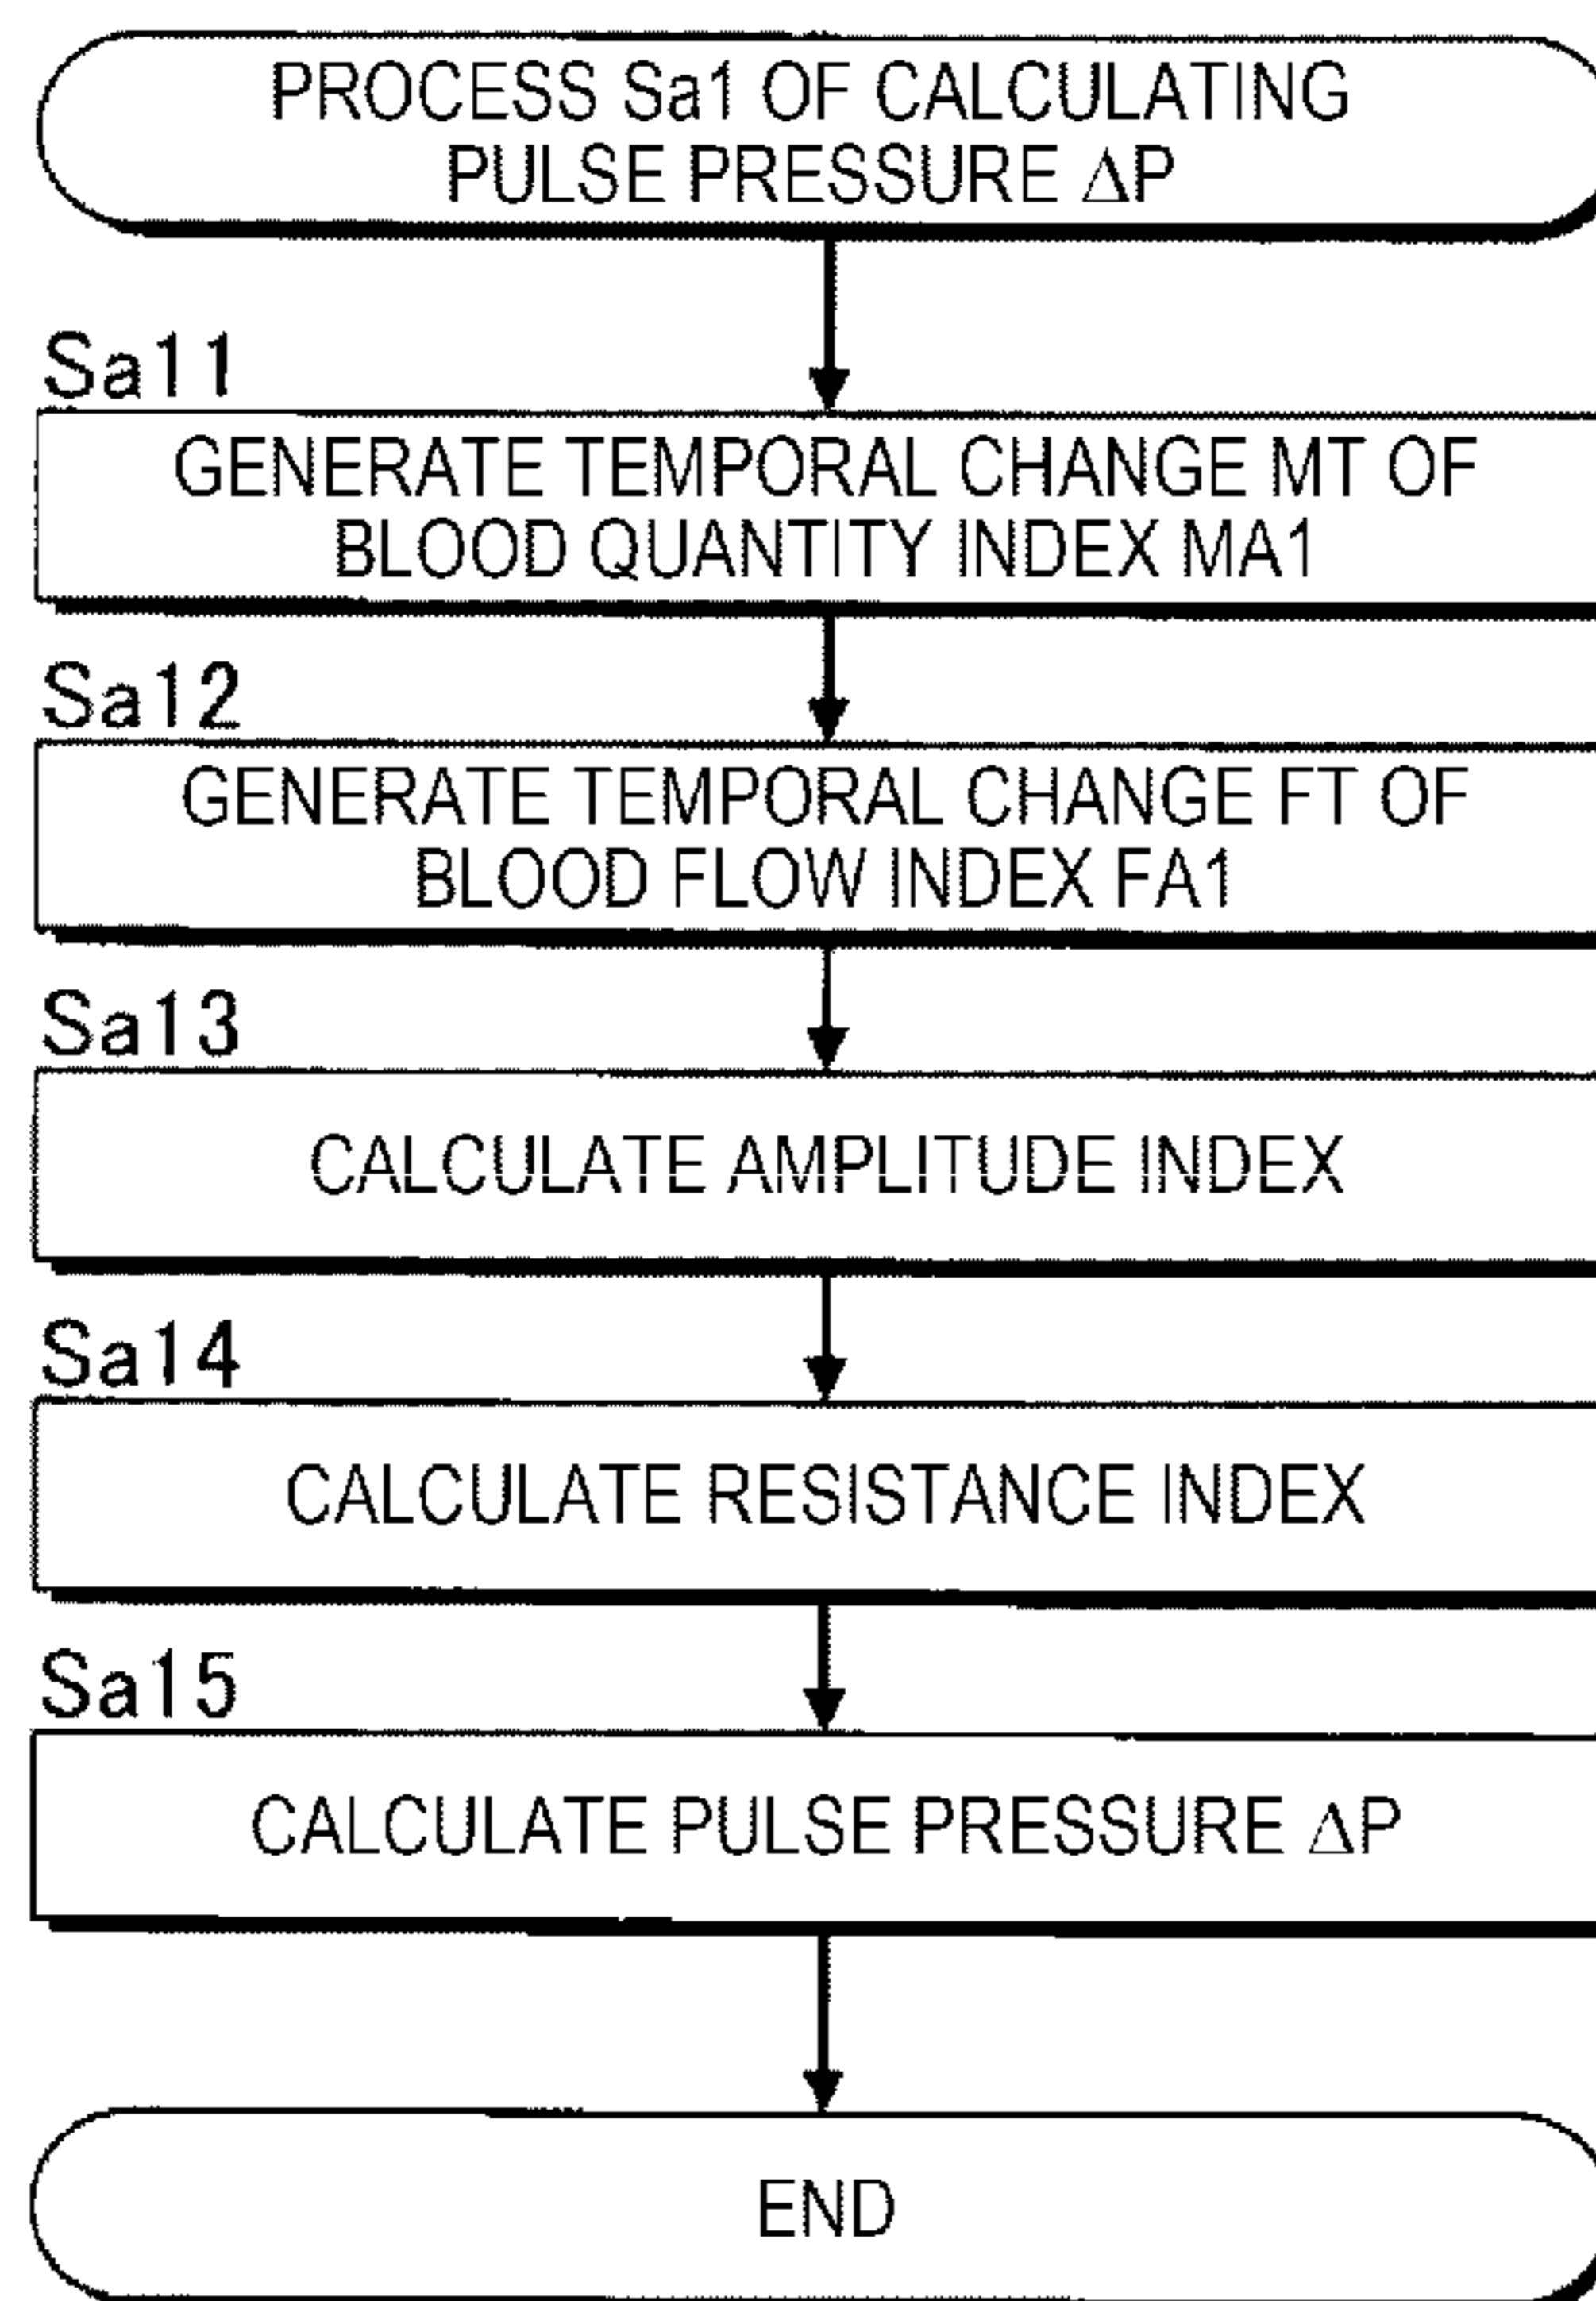 PROCESS Sa1 OF CALCULATING
PULSE PRESSURE ΔP
Sa11
GENERATE TEMPORAL CHANGE MT OF
BLOOD QUANTITY INDEX MA1
Sa12
GENERATE TEMPORAL CHANGE FT OF
BLOOD FLOW INDEX FA1
Sa13
CALCULATE AMPLITUDE INDEX
Sa14
CALCULATE RESISTANCE INDEX
Sa15
CALCULATE PULSE PRESSURE ΔP
END